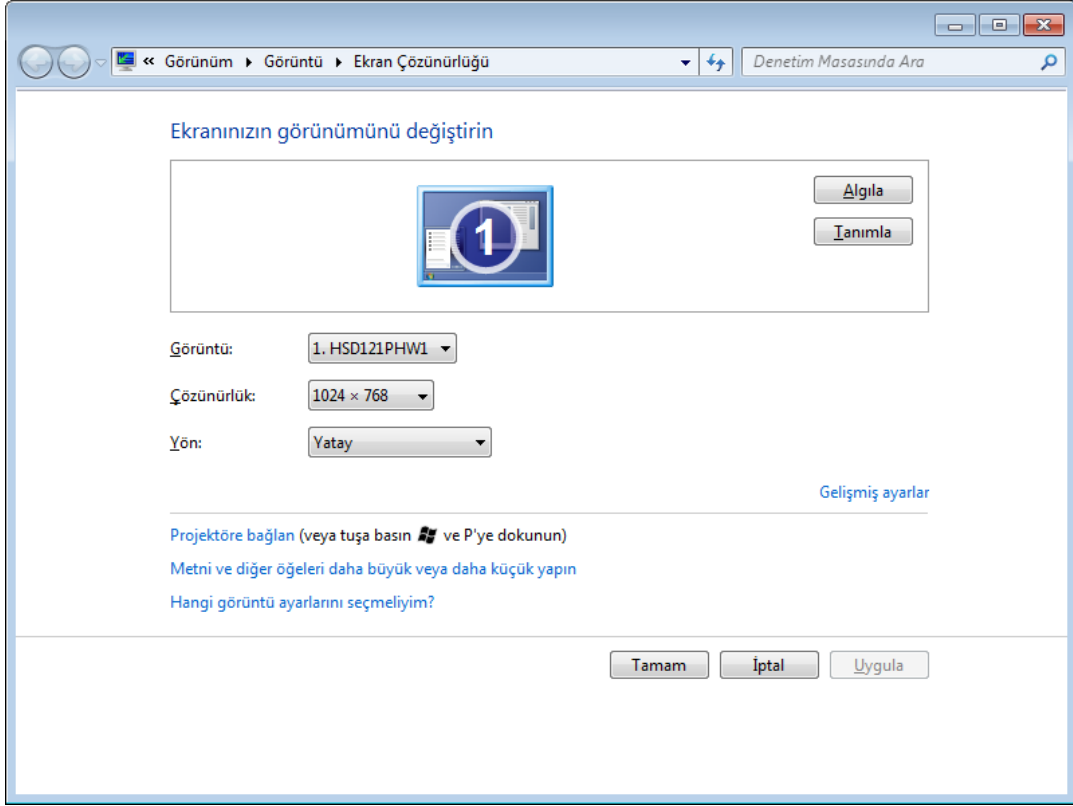 « Görünüm Görüntü Ekran Çözünürlüğü Denetim Masasında Ara
Ekranınızın görünümünü değiştirin
1
Algıla
Tanımla
Görüntü: 1. HSD121PHW1
Çözünürlük: 1024 × 768
Yön: Yatay
Gelişmiş ayarlar
Projektöre bağlan (veya tuşa basın ve P'ye dokunun)
Metni ve diğer öğeleri daha büyük veya daha küçük yapın
Hangi görüntü ayarlarını seçmeliyim?
Tamam İptal Uygula